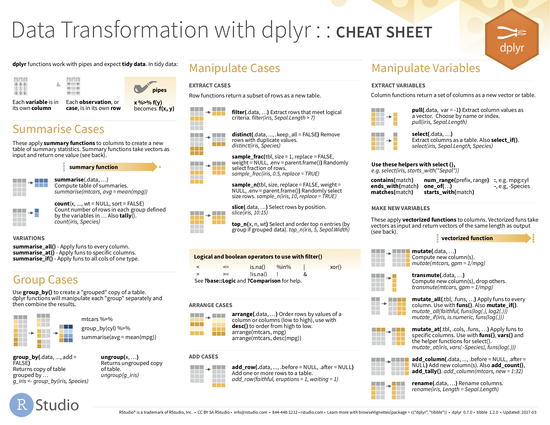 Data Transformation with dplyr : : CHEAT SHEET
dplyr
dplyr functions work with pipes and expect tidy data. In tidy data:
&
pipes
Each variable is in
its own column
Each observation, or
case, is in its own row
x %>% f(y)
becomes f(x, y)
Summarise Cases
These apply summary functions to columns to create a new
table of summary statistics. Summary functions take vectors as
input and return one value (see back).
summary function
summarise(.data, …)
Compute table of summaries.
summarise(mtcars, avg = mean(mpg))
count(x, ..., wt = NULL, sort = FALSE)
Count number of rows in each group defined
by the variables in … Also tally().
count(iris, Species)
VARIATIONS
summarise_all() - Apply funs to every column.
summarise_at() - Apply funs to specific columns.
summarise_if() - Apply funs to all cols of one type.
Group Cases
Use group_by() to create a "grouped" copy of a table.
dplyr functions will manipulate each "group" separately and
then combine the results.
mtcars %>%
group_by(cyl) %>%
summarise(avg = mean(mpg))
group_by(.data, ..., add =
FALSE)
Returns copy of table
grouped by …
g_iris <- group_by(iris, Species)
ungroup(x, …)
Returns ungrouped copy
of table.
ungroup(g_iris)
Manipulate Cases
EXTRACT CASES
Row functions return a subset of rows as a new table.
filter(.data, …) Extract rows that meet logical
criteria. filter(iris, Sepal.Length > 7)
distinct(.data, ..., .keep_all = FALSE) Remove
rows with duplicate values.
distinct(iris, Species)
sample_frac(tbl, size = 1, replace = FALSE,
weight = NULL, .env = parent.frame()) Randomly
select fraction of rows.
sample_frac(iris, 0.5, replace = TRUE)
sample_n(tbl, size, replace = FALSE, weight =
NULL, .env = parent.frame()) Randomly select
size rows. sample_n(iris, 10, replace = TRUE)
slice(.data, …) Select rows by position.
slice(iris, 10:15)
top_n(x, n, wt) Select and order top n entries (by
group if grouped data). top_n(iris, 5, Sepal.Width)
Logical and boolean operators to use with filter()
< <= is.na() %in% | xor()
> >= !is.na() ! &
See ?base::Logic and ?Comparison for help.
ARRANGE CASES
arrange(.data, …) Order rows by values of a
column or columns (low to high), use with
desc() to order from high to low.
arrange(mtcars, mpg)
arrange(mtcars, desc(mpg))
ADD CASES
add_row(.data, ..., .before = NULL, .after = NULL)
Add one or more rows to a table.
add_row(faithful, eruptions = 1, waiting = 1)
Manipulate Variables
EXTRACT VARIABLES
Column functions return a set of columns as a new vector or table.
pull(.data, var = -1) Extract column values as
a vector. Choose by name or index.
pull(iris, Sepal.Length)
select(.data, …)
Extract columns as a table. Also select_if().
select(iris, Sepal.Length, Species)
Use these helpers with select (),
e.g. select(iris, starts_with("Sepal"))
contains(match) num_range(prefix, range) :, e.g. mpg:cyl
ends_with(match) one_of(…) -, e.g, -Species
matches(match) starts_with(match)
MAKE NEW VARIABLES
These apply vectorized functions to columns. Vectorized funs take
vectors as input and return vectors of the same length as output
(see back).
vectorized function
mutate(.data, …)
Compute new column(s).
mutate(mtcars, gpm = 1/mpg)
transmute(.data, …)
Compute new column(s), drop others.
transmute(mtcars, gpm = 1/mpg)
mutate_all(.tbl, .funs, …) Apply funs to every
column. Use with funs(). Also mutate_if().
mutate_all(faithful, funs(log(.), log2(.)))
mutate_if(iris, is.numeric, funs(log(.)))
mutate_at(.tbl, .cols, .funs, …) Apply funs to
specific columns. Use with funs(), vars() and
the helper functions for select().
mutate_at(iris, vars( -Species), funs(log(.)))
add_column(.data, ..., .before = NULL, .after =
NULL) Add new column(s). Also add_count(),
add_tally(). add_column(mtcars, new = 1:32)
rename(.data, …) Rename columns.
rename(iris, Length = Sepal.Length)
R Studio
RStudio® is a trademark of RStudio, Inc. • CC BY SA RStudio • info@rstudio.com • 844-448-1212 • rstudio.com • Learn more with browseVignettes(package = c("dplyr", "tibble")) • dplyr 0.7.0 • tibble 1.2.0 • Updated: 2017-03